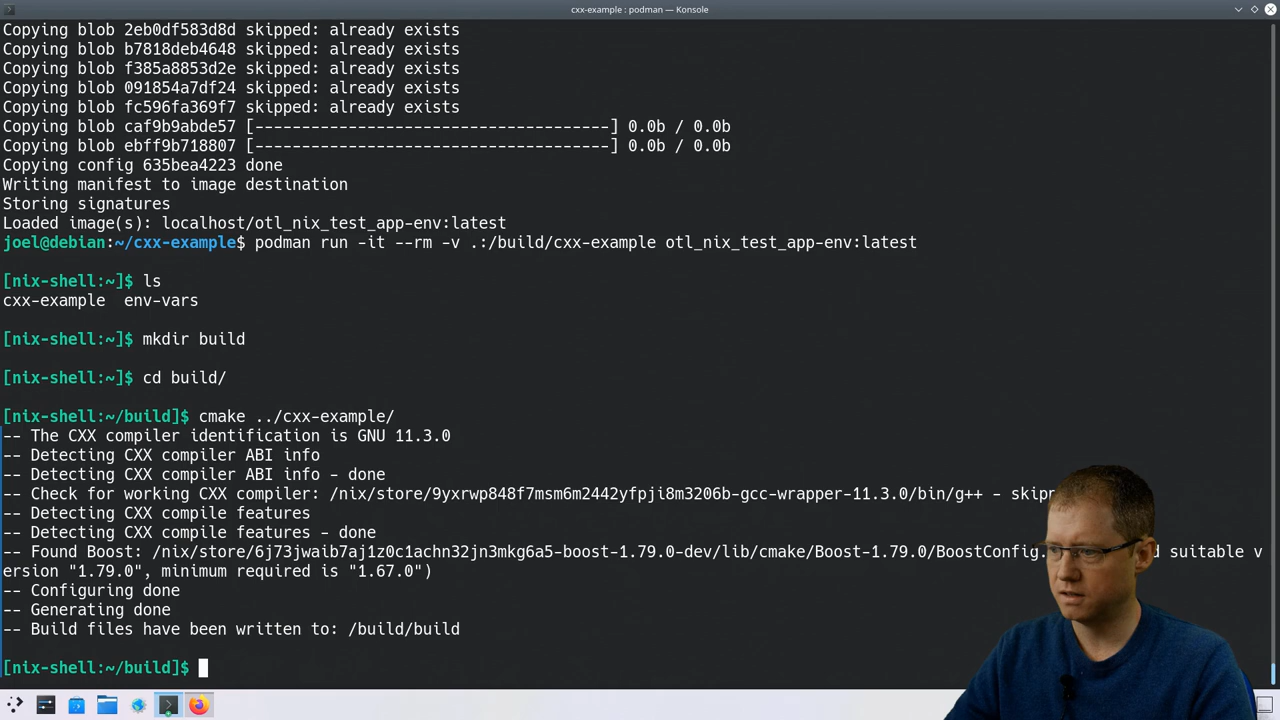 cxx-example : podman — Konsole
Copying blob 2eb0df583d8d skipped: already exists
Copying blob b7818deb4648 skipped: already exists
Copying blob f385a8853d2e skipped: already exists
Copying blob 091854a7df24 skipped: already exists
Copying blob fc596fa369f7 skipped: already exists
Copying blob caf9b9abde57 [--------------------------------------] 0.0b / 0.0b
Copying blob ebff9b718807 [--------------------------------------] 0.0b / 0.0b
Copying config 635bea4223 done
Writing manifest to image destination
Storing signatures
Loaded image(s): localhost/otl_nix_test_app-env:latest
joel@debian:~/cxx-example$ podman run -it --rm -v .:/build/cxx-example otl_nix_test_app-env:latest
[nix-shell:~]$ ls
cxx-example  env-vars
[nix-shell:~]$ mkdir build
[nix-shell:~]$ cd build/
[nix-shell:~/build]$ cmake ../cxx-example/
-- The CXX compiler identification is GNU 11.3.0
-- Detecting CXX compiler ABI info
-- Detecting CXX compiler ABI info - done
-- Check for working CXX compiler: /nix/store/9yxrwp848f7msm6m2442yfpji8m3206b-gcc-wrapper-11.3.0/bin/g++ - skipp
-- Detecting CXX compile features
-- Detecting CXX compile features - done
-- Found Boost: /nix/store/6j73jwaib7aj1z0c1achn32jn3mkg6a5-boost-1.79.0-dev/lib/cmake/Boost-1.79.0/BoostConfig. d suitable v
ersion "1.79.0", minimum required is "1.67.0")
-- Configuring done
-- Generating done
-- Build files have been written to: /build/build
[nix-shell:~/build]$